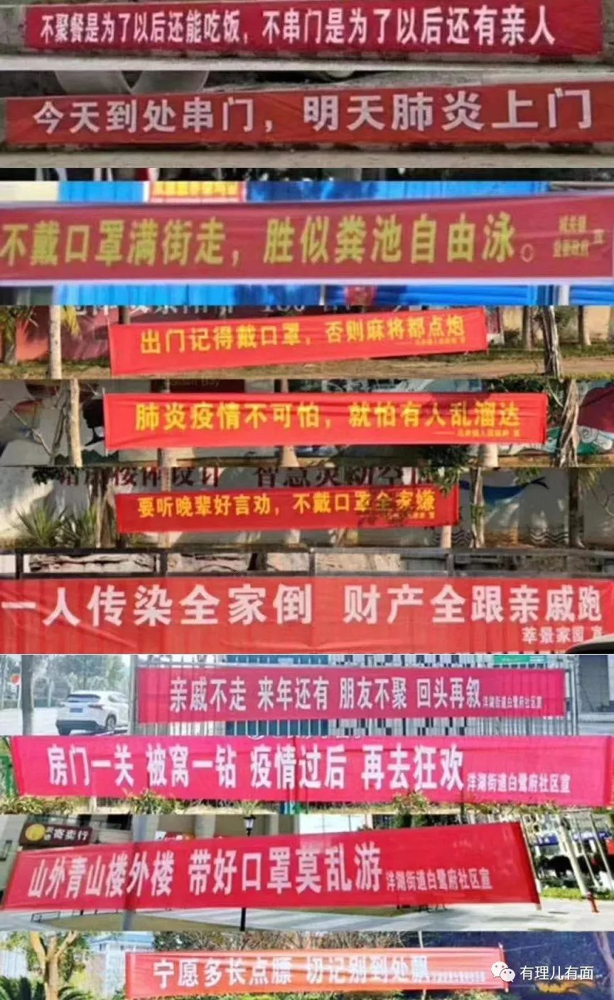 不聚餐是为了以后还能吃饭，不串门是为了以后还有亲人
今天到处串门，明天肺炎上门
不戴口罩满街走，胜似粪池自由泳。
宣
出门记得戴口罩，否则麻将都点炮
肺炎疫情不可怕，就怕有人乱溜达
要听晚辈好言劝，不戴口罩全家嫌
一人传染全家倒 财产全跟亲戚跑
萃景家园 宣
亲戚不走 来年还有 朋友不聚 回头再叙 洋湖街道白鹭府社区宣
房门一关 被窝一钻 疫情过后 再去狂欢 洋湖街道白鹭府社区宣
寄卖行
山外青山楼外楼 带好口罩莫乱游 洋湖街道白鹭府社区宣
宁愿多长点膘 切记别到处飘
有理儿有面